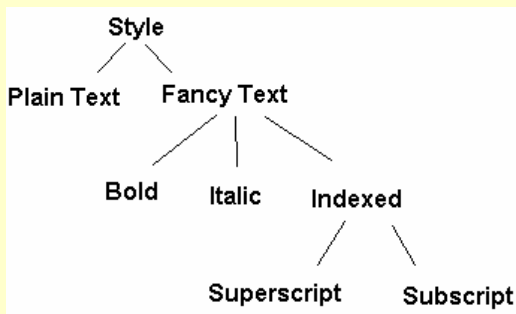 Style
Plain Text Fancy Text
Bold Italic Indexed
Superscript Subscript